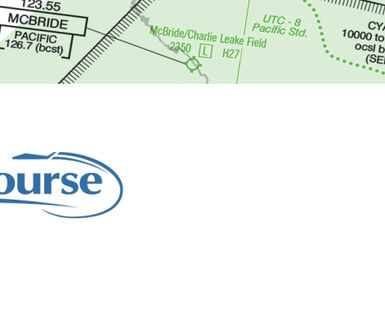 123.55
MCBRIDE
PACIFIC
126.7 (bcst)
McBride/Charlie Leake Field
2350 L H27
UTC - 8
Pacific Std.
10000 to
ocsl
ourse